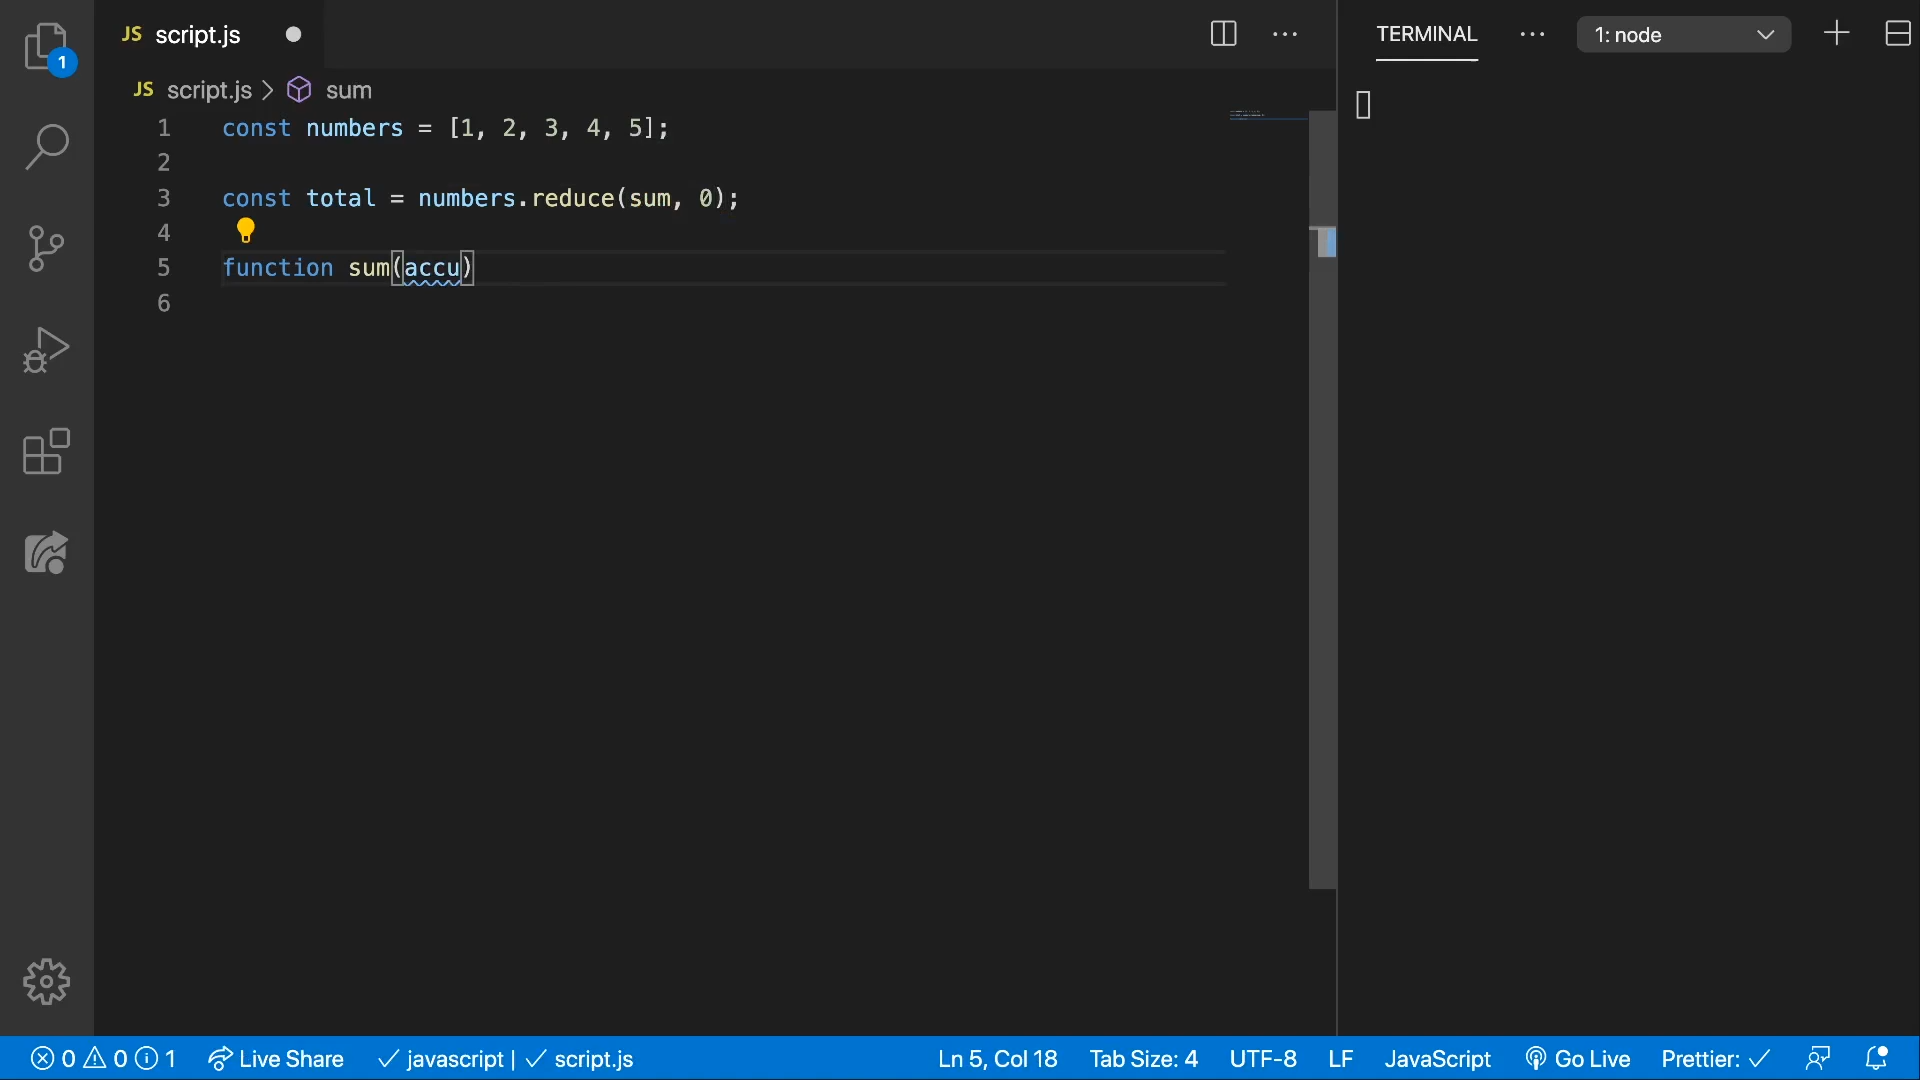 JS script.js
TERMINAL
1: node
1
JS script.js > sum
1 const numbers = [1, 2, 3, 4, 5];
2
3 const total = numbers.reduce(sum, 0);
4
5 function sum(accu)
6
0 0 1 Live Share javascript | script.js Ln 5, Col 18 Tab Size: 4 UTF-8 LF JavaScript Go Live Prettier: